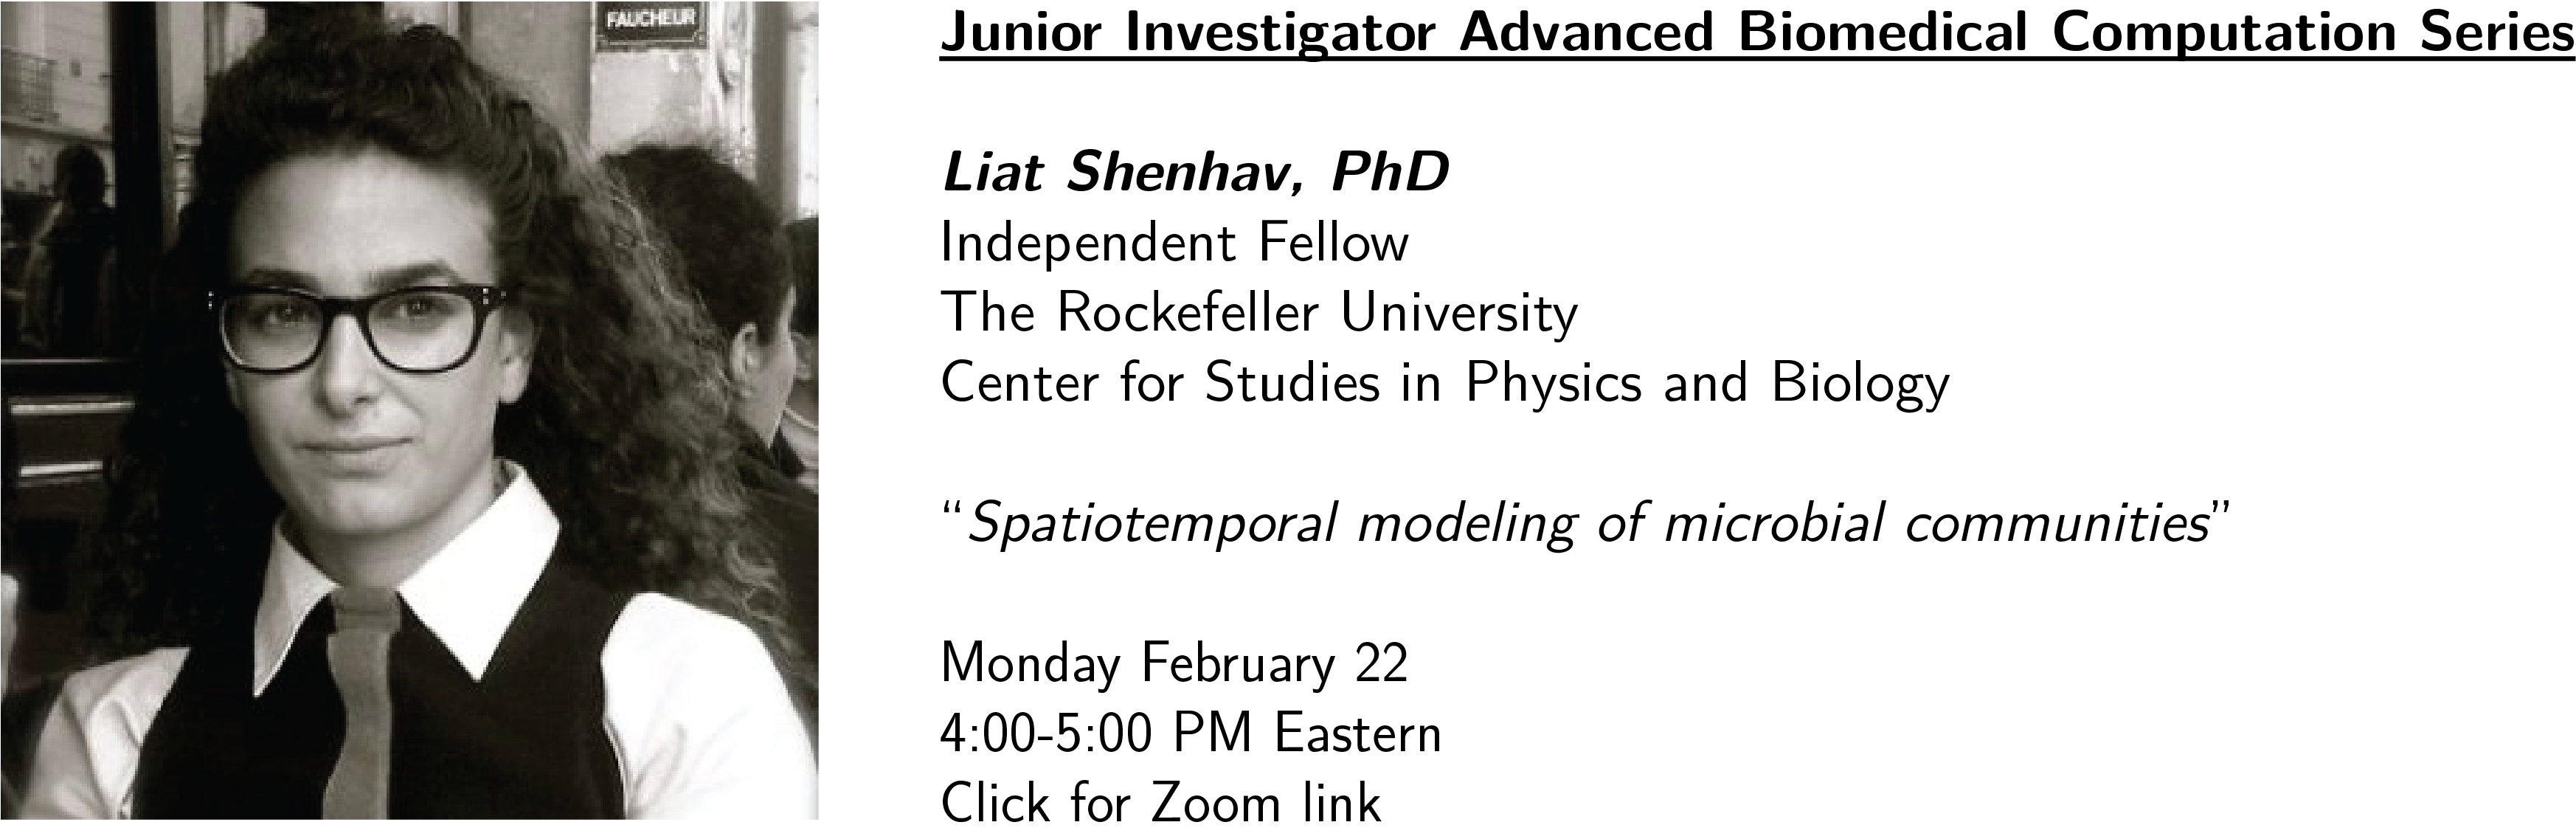 FAUCHEUR
Junior Investigator Advanced Biomedical Computation Series
Liat Shenhav, PhD
Independent Fellow
The Rockefeller University
Center for Studies in Physics and Biology
“Spatiotemporal modeling of microbial communities”
Monday February 22
4:00-5:00 PM Eastern
Click for Zoom link